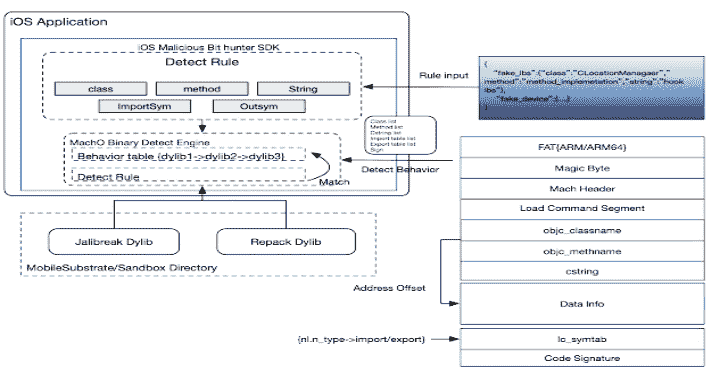 iOS Application
iOS Malicious Bit hunter SDK
Detect Rule
class
method
String
ImportSym
Outsym
MachO Binary Detect Engine
Behavior table {dylib1->dylib2->dylib3}
Detect Rule
Match
Jailbreak Dylib
Repack Dylib
MobileSubstrate/Sandbox Directory
Rule input
{
"fake_lbs":{"class":"CLocationManagaer","
method":"method_implemetation","string":"hook
lbs"},
"fake_device":{...}
}
Class list
Method list
Cstring list
Import table list
Export table list
Sign
Detect Behavior
FAT{ARM/ARM64}
Magic Byte
Mach Header
Load Command Segment
objc_classname
objc_methname
cstring
Address Offset
Data Info
{nl.n_type->import/export}
lc_symtab
Code Signature